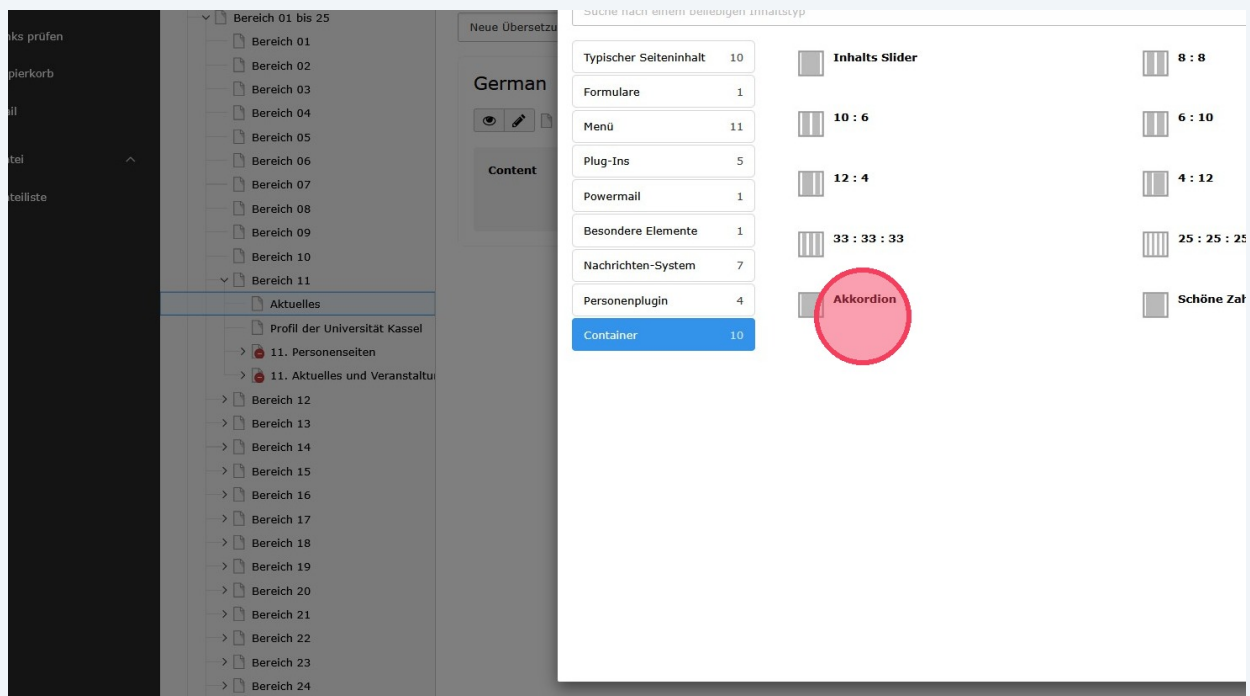 nks prüfen
pierkorb
ail
atei
ateiliste
Bereich 01 bis 25
Bereich 01
Bereich 02
Bereich 03
Bereich 04
Bereich 05
Bereich 06
Bereich 07
Bereich 08
Bereich 09
Bereich 10
Bereich 11
Aktuelles
Profil der Universität Kassel
11. Personenseiten
11. Aktuelles und Veranstaltu
Bereich 12
Bereich 13
Bereich 14
Bereich 15
Bereich 16
Bereich 17
Bereich 18
Bereich 19
Bereich 20
Bereich 21
Bereich 22
Bereich 23
Bereich 24
Neue Übersetzu
German
Content
Suche nach einem beliebigen Inhaltstyp
Typischer Seiteninhalt 10
Formulare 1
Menü 11
Plug-Ins 5
Powermail 1
Besondere Elemente 1
Nachrichten-System 7
Personenplugin 4
Container 10
Inhalts Slider
8 : 8
10 : 6
6 : 10
12 : 4
4 : 12
33 : 33 : 33
25 : 25 : 25
Akkordion
Schöne Zah